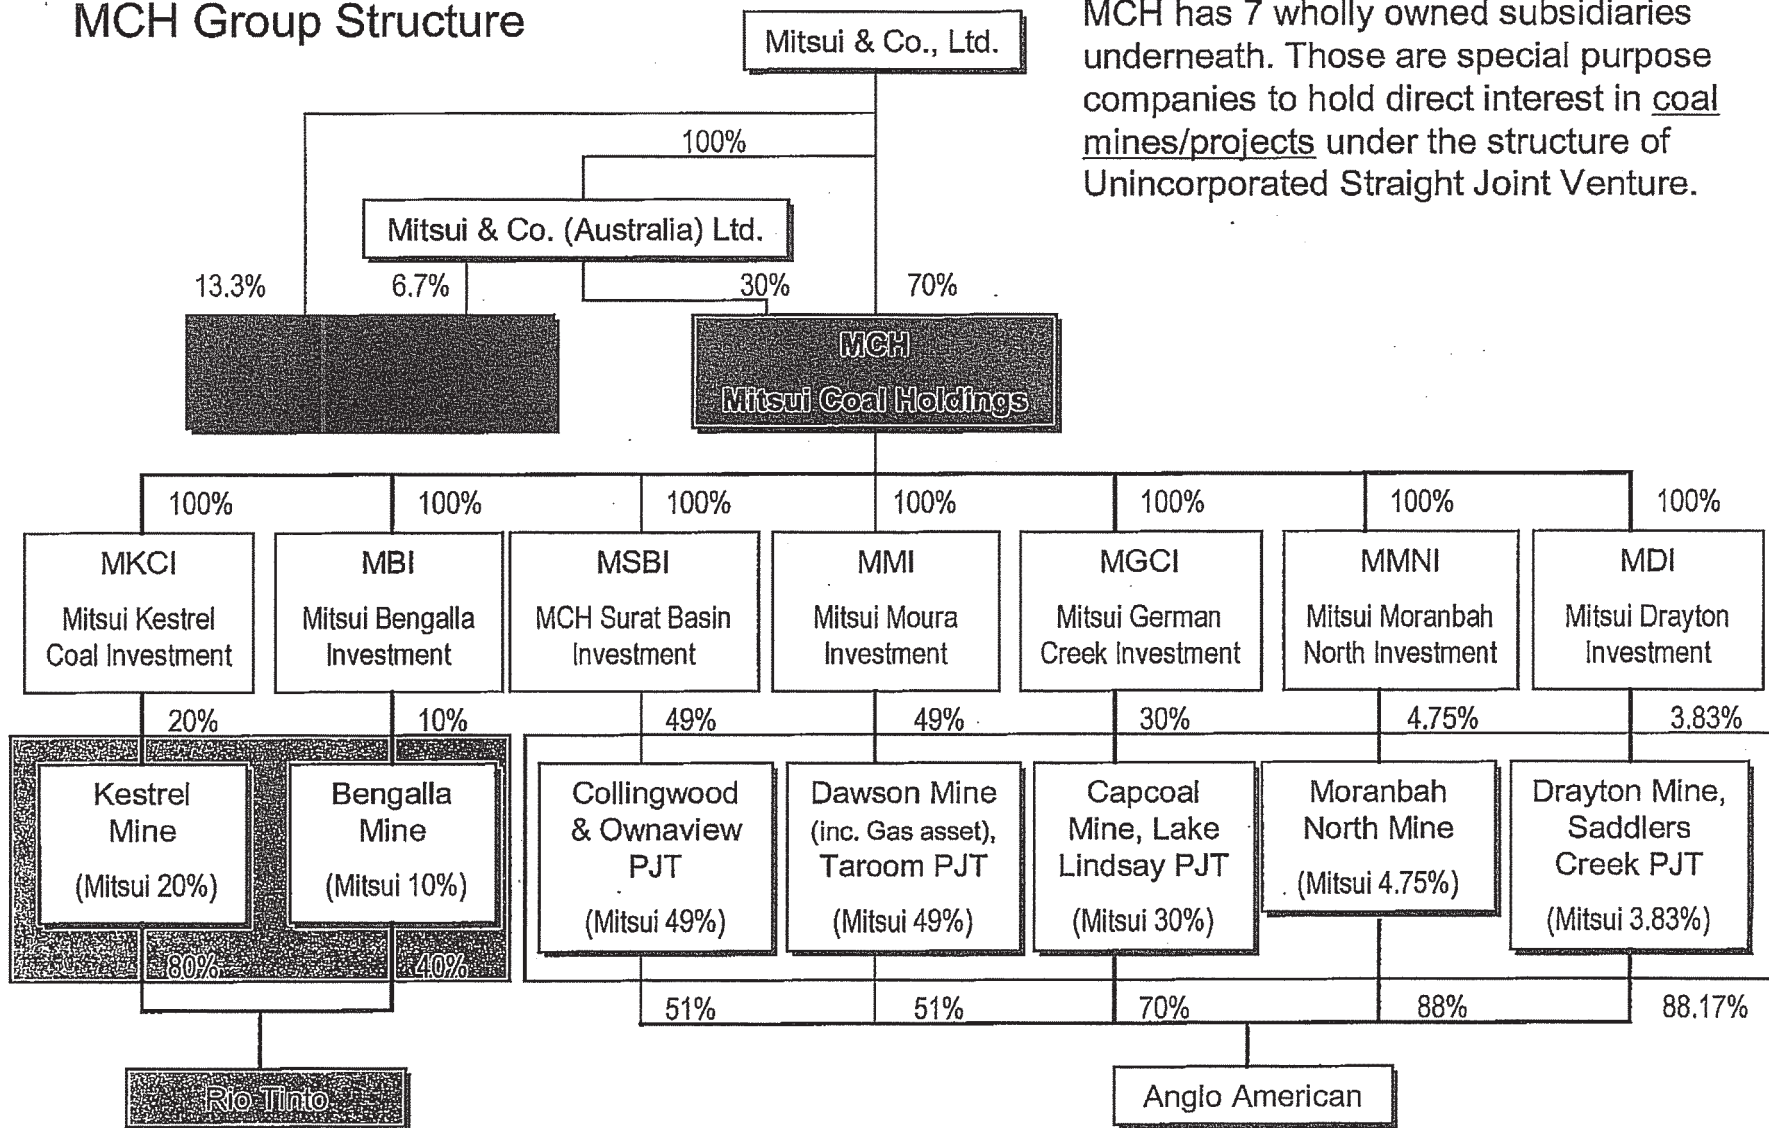 MCH Group Structure
MCH has 7 wholly owned subsidiaries
underneath. Those are special purpose
companies to hold direct interest in coal
mines/projects under the structure of
Unincorporated Straight Joint Venture.
Mitsui & Co., Ltd.
100%
Mitsui & Co. (Australia) Ltd.
13.3%
6.7%
30%
70%
MCH
Mitsui Coal Holdings
100%
100%
100%
100%
100%
100%
100%
MKCI
Mitsui Kestrel
Coal Investment
MBI
Mitsui Bengalla
Investment
MSBI
MCH Surat Basin
Investment
MMI
Mitsui Moura
Investment
MGCI
Mitsui German
Creek Investment
MMNI
Mitsui Moranbah
North Investment
MDI
Mitsui Drayton
Investment
20%
10%
49%
49%
30%
4.75%
3.83%
Kestrel
Mine
(Mitsui 20%)
Bengalla
Mine
(Mitsui 10%)
Collingwood
& Ownaview
PJT
(Mitsui 49%)
Dawson Mine
(inc. Gas asset),
Taroom PJT
(Mitsui 49%)
Capcoal
Mine, Lake
Lindsay PJT
(Mitsui 30%)
Moranbah
North Mine
(Mitsui 4.75%)
Drayton Mine,
Saddlers
Creek PJT
(Mitsui 3.83%)
80%
40%
51%
51%
70%
88%
88.17%
Rio Tinto
Anglo American